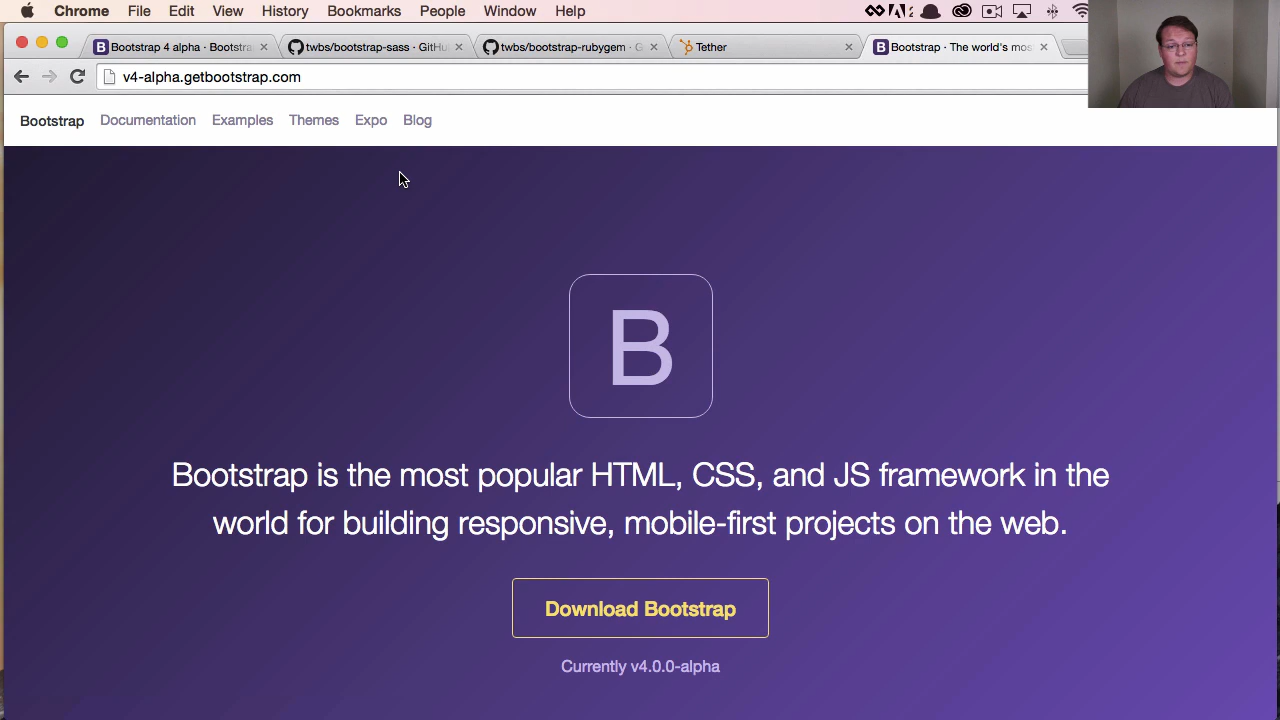 Chrome File Edit View History Bookmarks People Window Help
Bootstrap 4 alpha · Bootstra
twbs/bootstrap-sass · GitHu
twbs/bootstrap-rubygem · G
Tether
Bootstrap · The world's mos
v4-alpha.getbootstrap.com
Bootstrap Documentation Examples Themes Expo Blog
B
Bootstrap is the most popular HTML, CSS, and JS framework in the
world for building responsive, mobile-first projects on the web.
Download Bootstrap
Currently v4.0.0-alpha